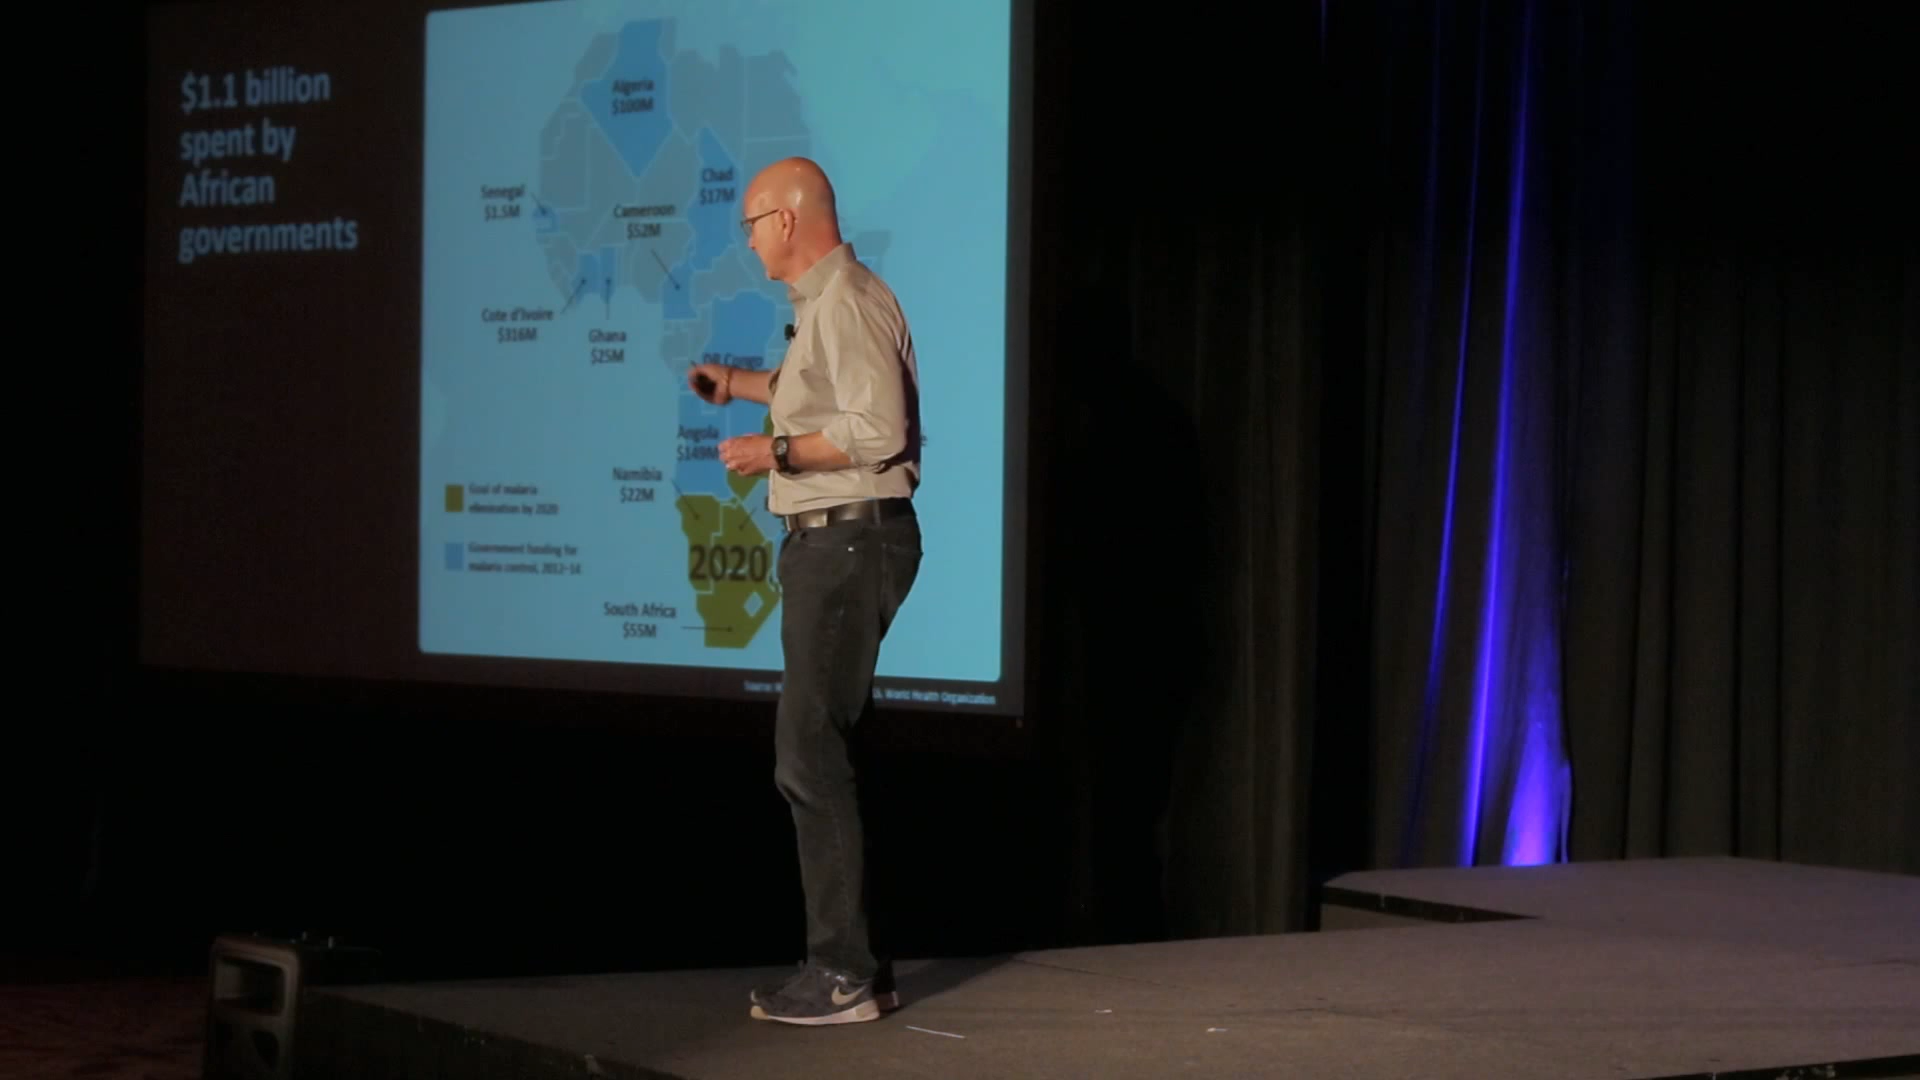 $1.1 billion
spent by
African
governments
Algeria
$100M
Chad
$17M
Senegal
$1.5M
Cameroon
$52M
Cote d'Ivoire
$316M
Ghana
$25M
DR Congo
Angola
$149M
Namibia
$22M
Goal of malaria
elimination by 2020
2020
Government funding for
malaria control, 2012-14
South Africa
$55M
Source: World Health Organization